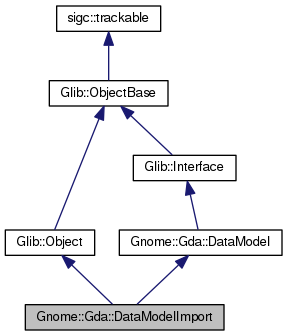 sigc::trackable
Glib::ObjectBase
Glib::Interface
Glib::Object
Gnome::Gda::DataModel
Gnome::Gda::DataModelImport